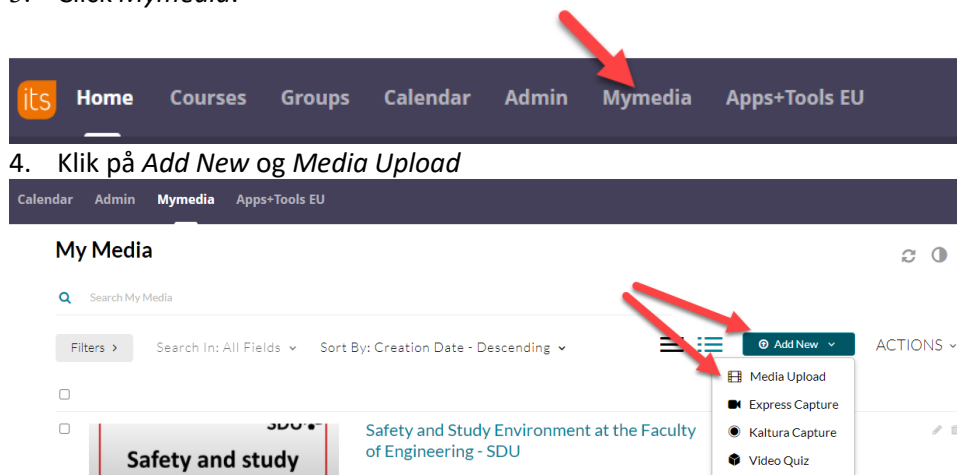 Click Mymedia.
its Home Courses Groups Calendar Admin Mymedia Apps+Tools EU
4. Klik på Add New og Media Upload
Calendar Admin Mymedia Apps+Tools EU
My Media
Search My Media
Filters > Search In: All Fields Sort By: Creation Date - Descending Add New ACTIONS
Media Upload
Express Capture
Safety and Study Environment at the Faculty
of Engineering - SDU
Kaltura Capture
Safety and study
Video Quiz